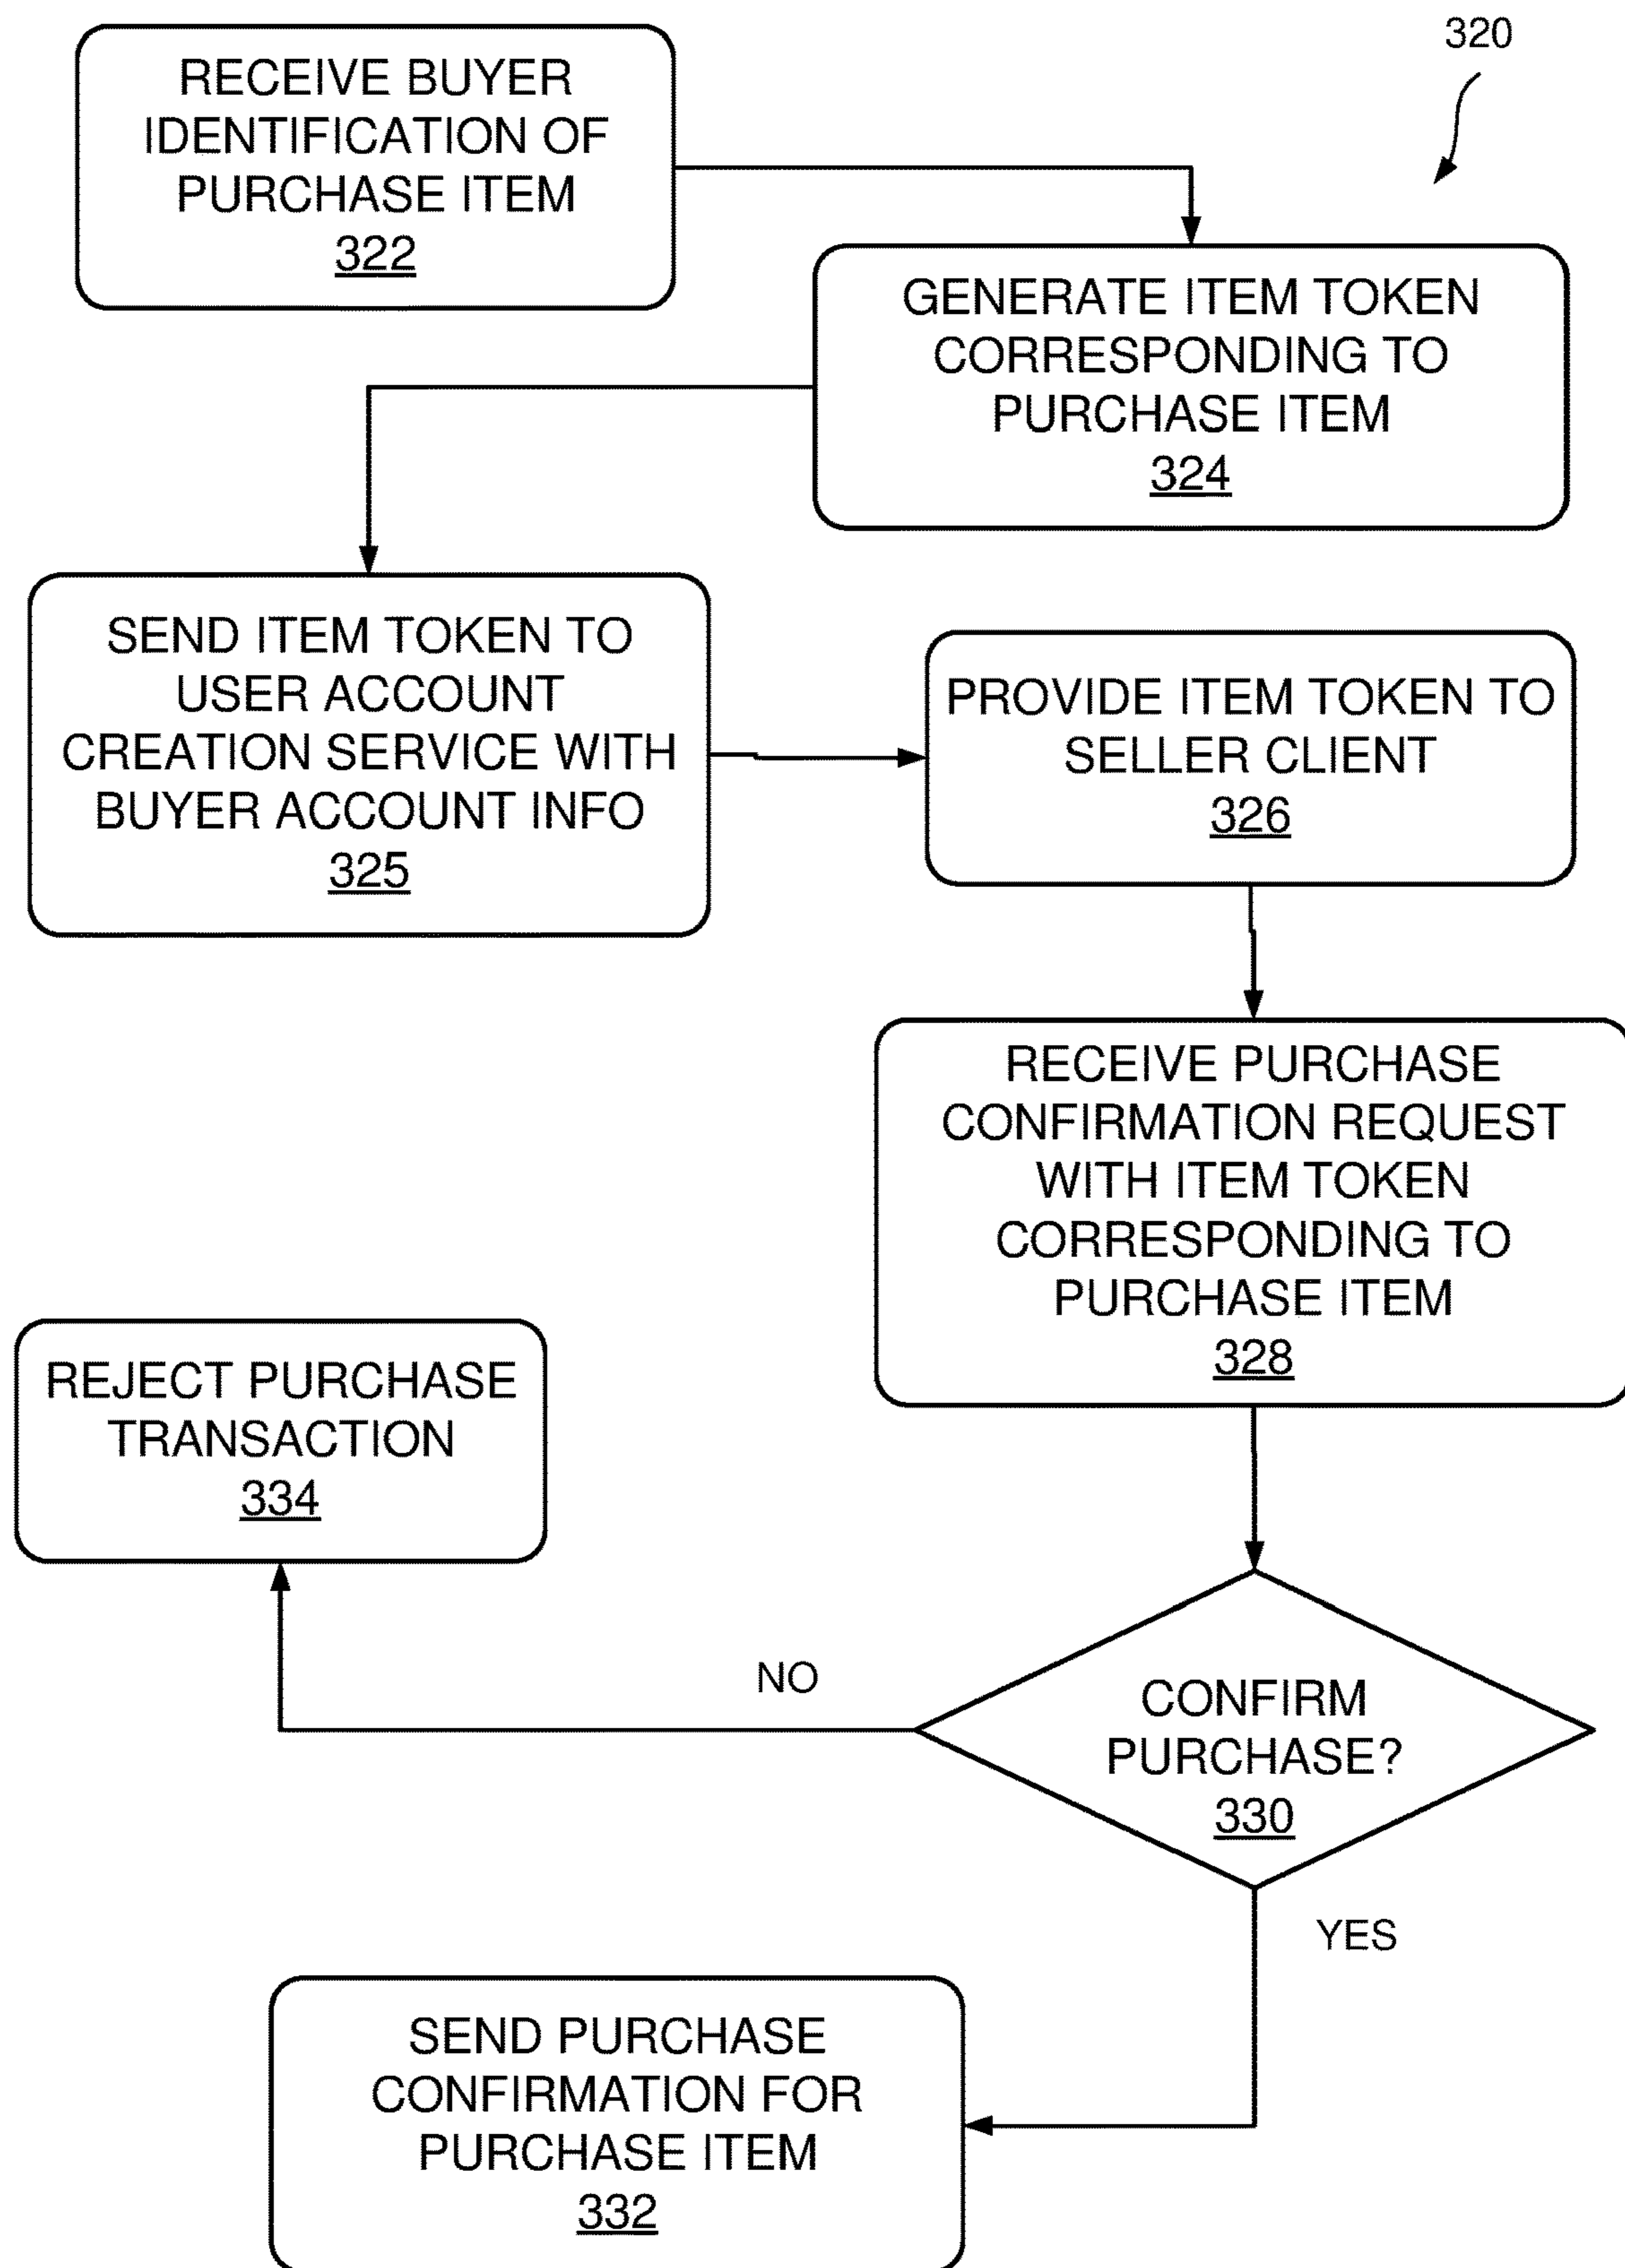 320
RECEIVE BUYER
IDENTIFICATION OF
PURCHASE ITEM
322
GENERATE ITEM TOKEN
CORRESPONDING TO
PURCHASE ITEM
324
SEND ITEM TOKEN TO
USER ACCOUNT
CREATION SERVICE WITH
BUYER ACCOUNT INFO
325
PROVIDE ITEM TOKEN TO
SELLER CLIENT
326
RECEIVE PURCHASE
CONFIRMATION REQUEST
WITH ITEM TOKEN
CORRESPONDING TO
PURCHASE ITEM
328
REJECT PURCHASE
TRANSACTION
334
NO
CONFIRM
PURCHASE?
330
YES
SEND PURCHASE
CONFIRMATION FOR
PURCHASE ITEM
332